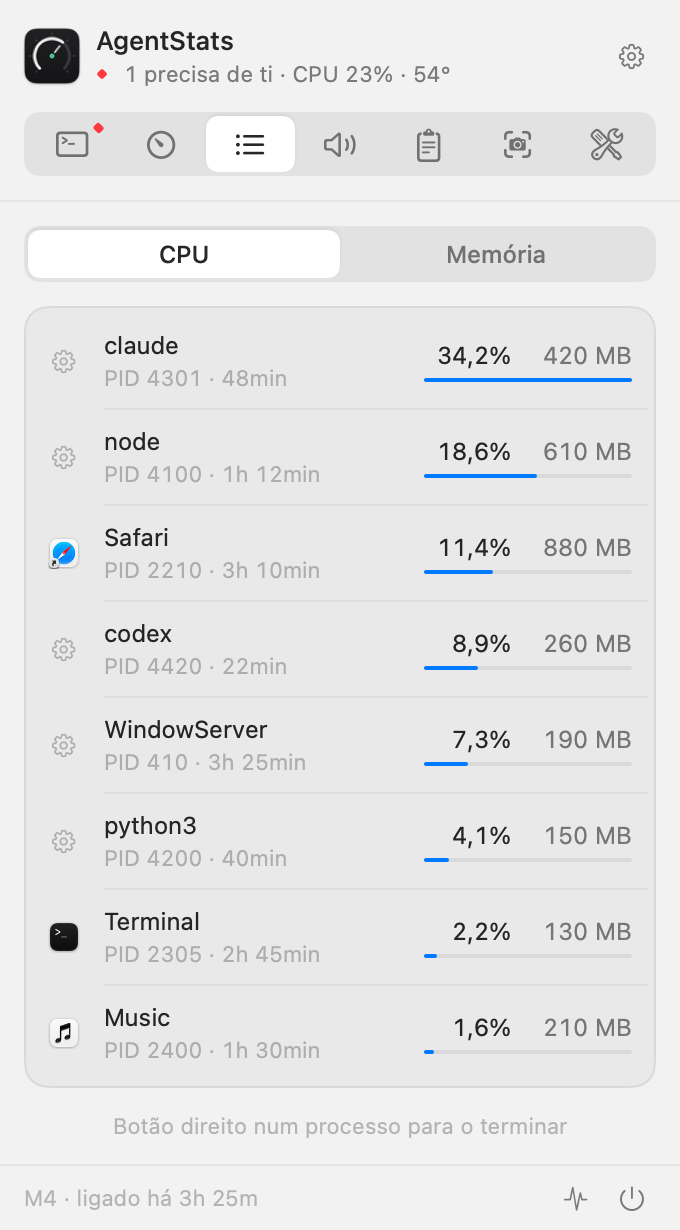 AgentStats
1 precisa de ti · CPU 23% · 54°
CPU Memória
claude
34,2% 420 MB
PID 4301 · 48min
node
18,6% 610 MB
PID 4100 · 1h 12min
Safari
11,4% 880 MB
PID 2210 · 3h 10min
codex
8,9% 260 MB
PID 4420 · 22min
WindowServer
7,3% 190 MB
PID 410 · 3h 25min
python3
4,1% 150 MB
PID 4200 · 40min
Terminal
2,2% 130 MB
PID 2305 · 2h 45min
Music
1,6% 210 MB
PID 2400 · 1h 30min
Botão direito num processo para o terminar
M4 · ligado há 3h 25m